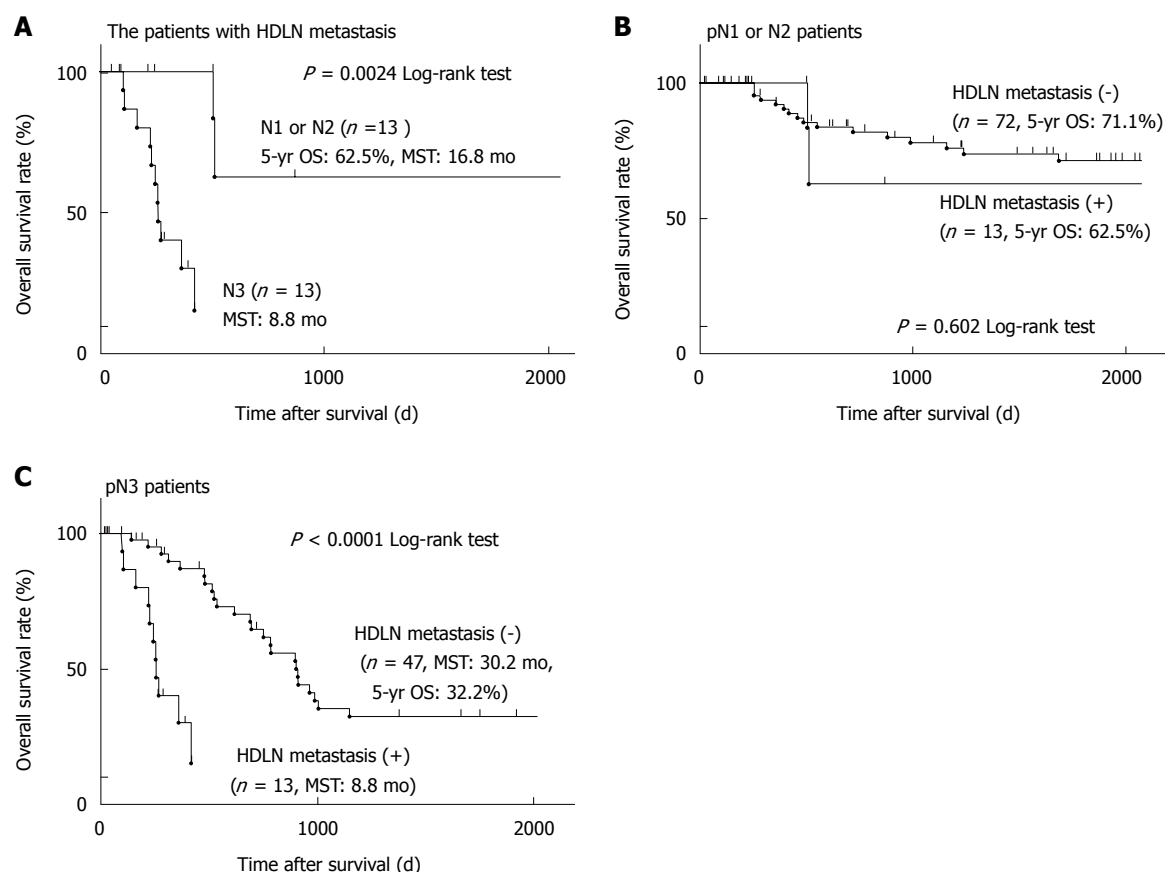 A
The patients with HDLN metastasis
100
50
0
Overall survival rate (%)
P = 0.0024 Log-rank test
N1 or N2 (n =13 )
5-yr OS: 62.5%, MST: 16.8 mo
N3 (n = 13)
MST: 8.8 mo
0
1000
2000
Time after survival (d)
B
pN1 or N2 patients
100
50
0
Overall survival rate (%)
HDLN metastasis (-)
(n = 72, 5-yr OS: 71.1%)
HDLN metastasis (+)
(n = 13, 5-yr OS: 62.5%)
P = 0.602 Log-rank test
0
1000
2000
Time after survival (d)
C
pN3 patients
100
50
0
Overall survival rate (%)
P < 0.0001 Log-rank test
HDLN metastasis (-)
(n = 47, MST: 30.2 mo,
5-yr OS: 32.2%)
HDLN metastasis (+)
(n = 13, MST: 8.8 mo)
0
1000
2000
Time after survival (d)